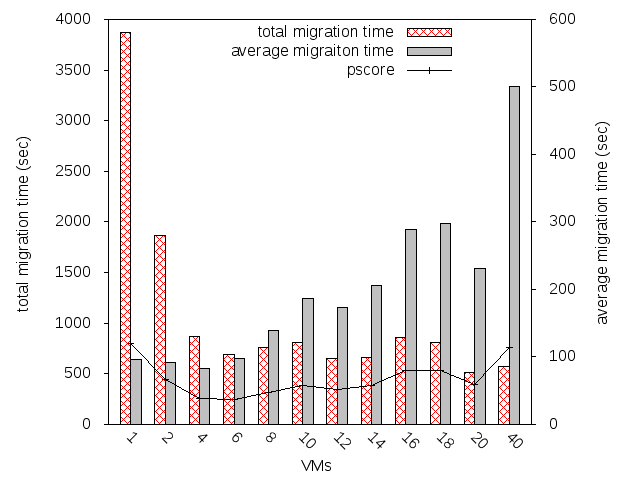 total migration time
average migraiton time
pscore
4000
3500
3000
2500
2000
1500
1000
500
0
600
500
400
300
200
100
0
total migration time (sec)
average migration time (sec)
1 2 4 6 8 10 12 14 16 18 20 40
VMs